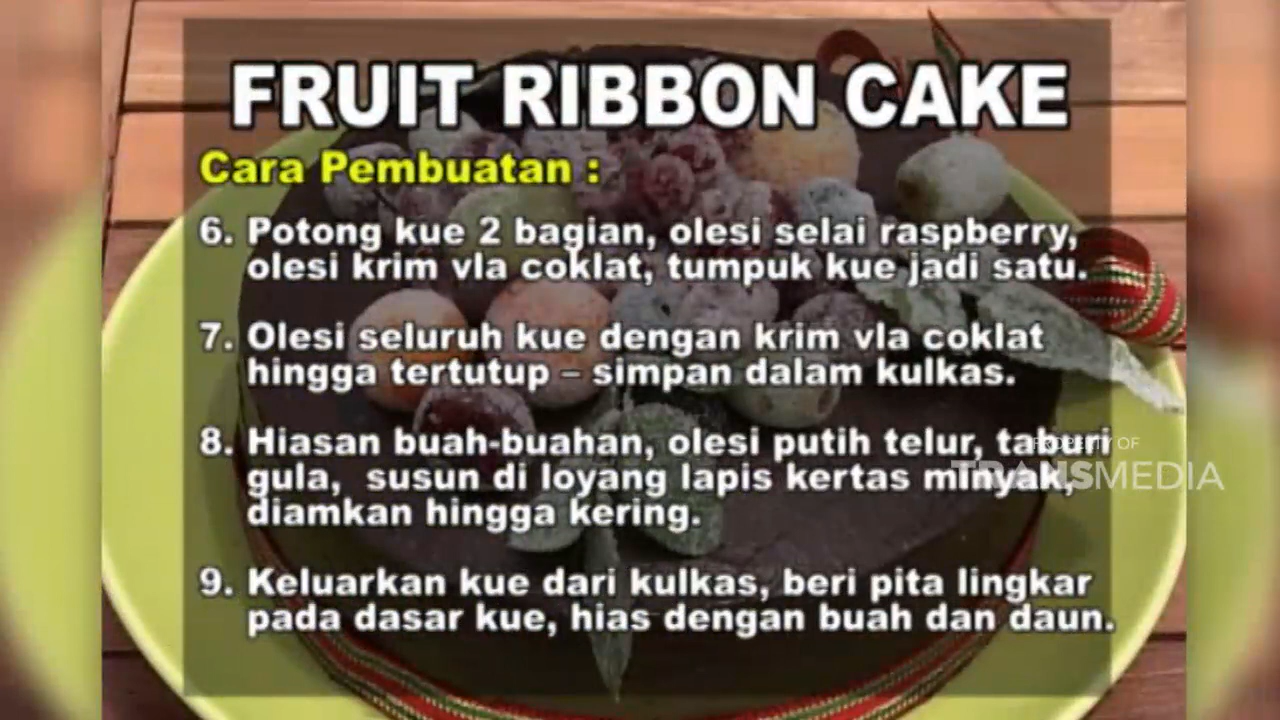 FRUIT RIBBON CAKE
Cara Pembuatan :
6. Potong kue 2 bagian, olesi selai raspberry,
olesi krim vla coklat, tumpuk kue jadi satu.
7. Olesi seluruh kue dengan krim vla coklat
hingga tertutup – simpan dalam kulkas.
8. Hiasan buah-buahan, olesi putih telur, taburi
gula, susun di loyang lapis kertas minyak,
diamkan hingga kering.
PROPERTY OF
TRANSMEDIA
9. Keluarkan kue dari kulkas, beri pita lingkar
pada dasar kue, hias dengan buah dan daun.